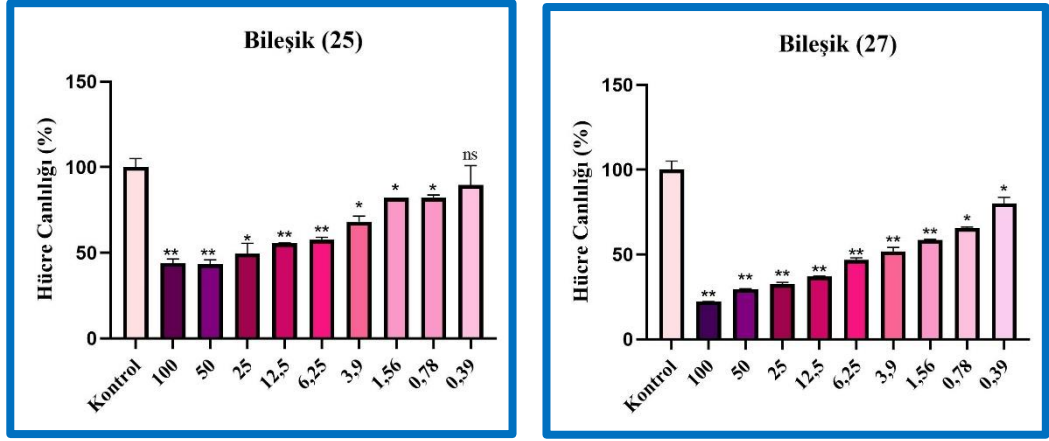 Bileşik (25)
Hücre Canlılığı (%)
150
100
50
0
** ** * ** ** * * * ns
Kontrol 100 50 25 12,5 6,25 3,9 1,56 0,78 0,39
Bileşik (27)
Hücre Canlılığı (%)
150
100
50
0
** ** ** ** ** ** ** * *
Kontrol 100 50 25 12,5 6,25 3,9 1,56 0,78 0,39